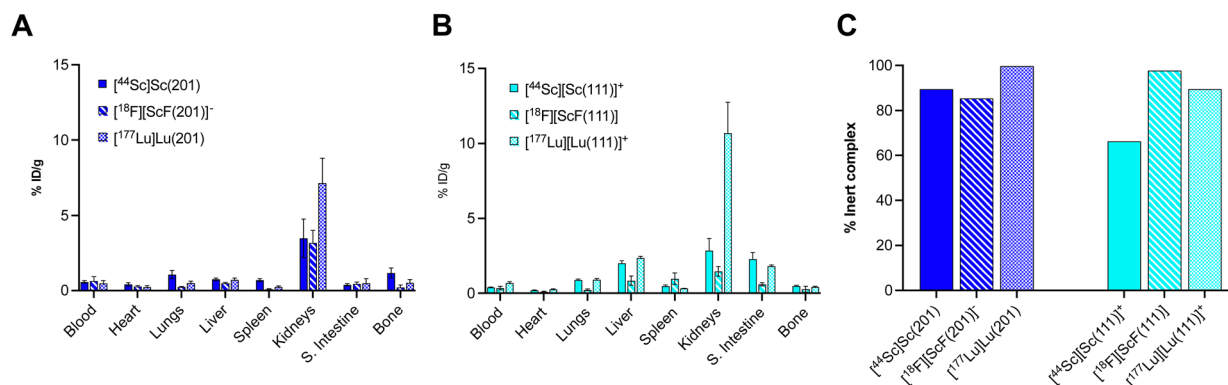 A
% ID/g
15
10
5
0
[⁴⁴Sc]Sc(201)
[¹⁸F][ScF(201)]⁻
[¹⁷⁷Lu]Lu(201)
Blood
Heart
Lungs
Liver
Spleen
Kidneys
S. Intestine
Bone
B
% ID/g
15
10
5
0
[⁴⁴Sc][Sc(111)]⁺
[¹⁸F][ScF(111)]
[¹⁷⁷Lu][Lu(111)]⁺
Blood
Heart
Lungs
Liver
Spleen
Kidneys
S. Intestine
Bone
C
% Inert complex
100
80
60
40
20
0
[⁴⁴Sc]Sc(201)
[¹⁸F][ScF(201)]⁻
[¹⁷⁷Lu]Lu(201)
[⁴⁴Sc][Sc(111)]⁺
[¹⁸F][ScF(111)]
[¹⁷⁷Lu][Lu(111)]⁺